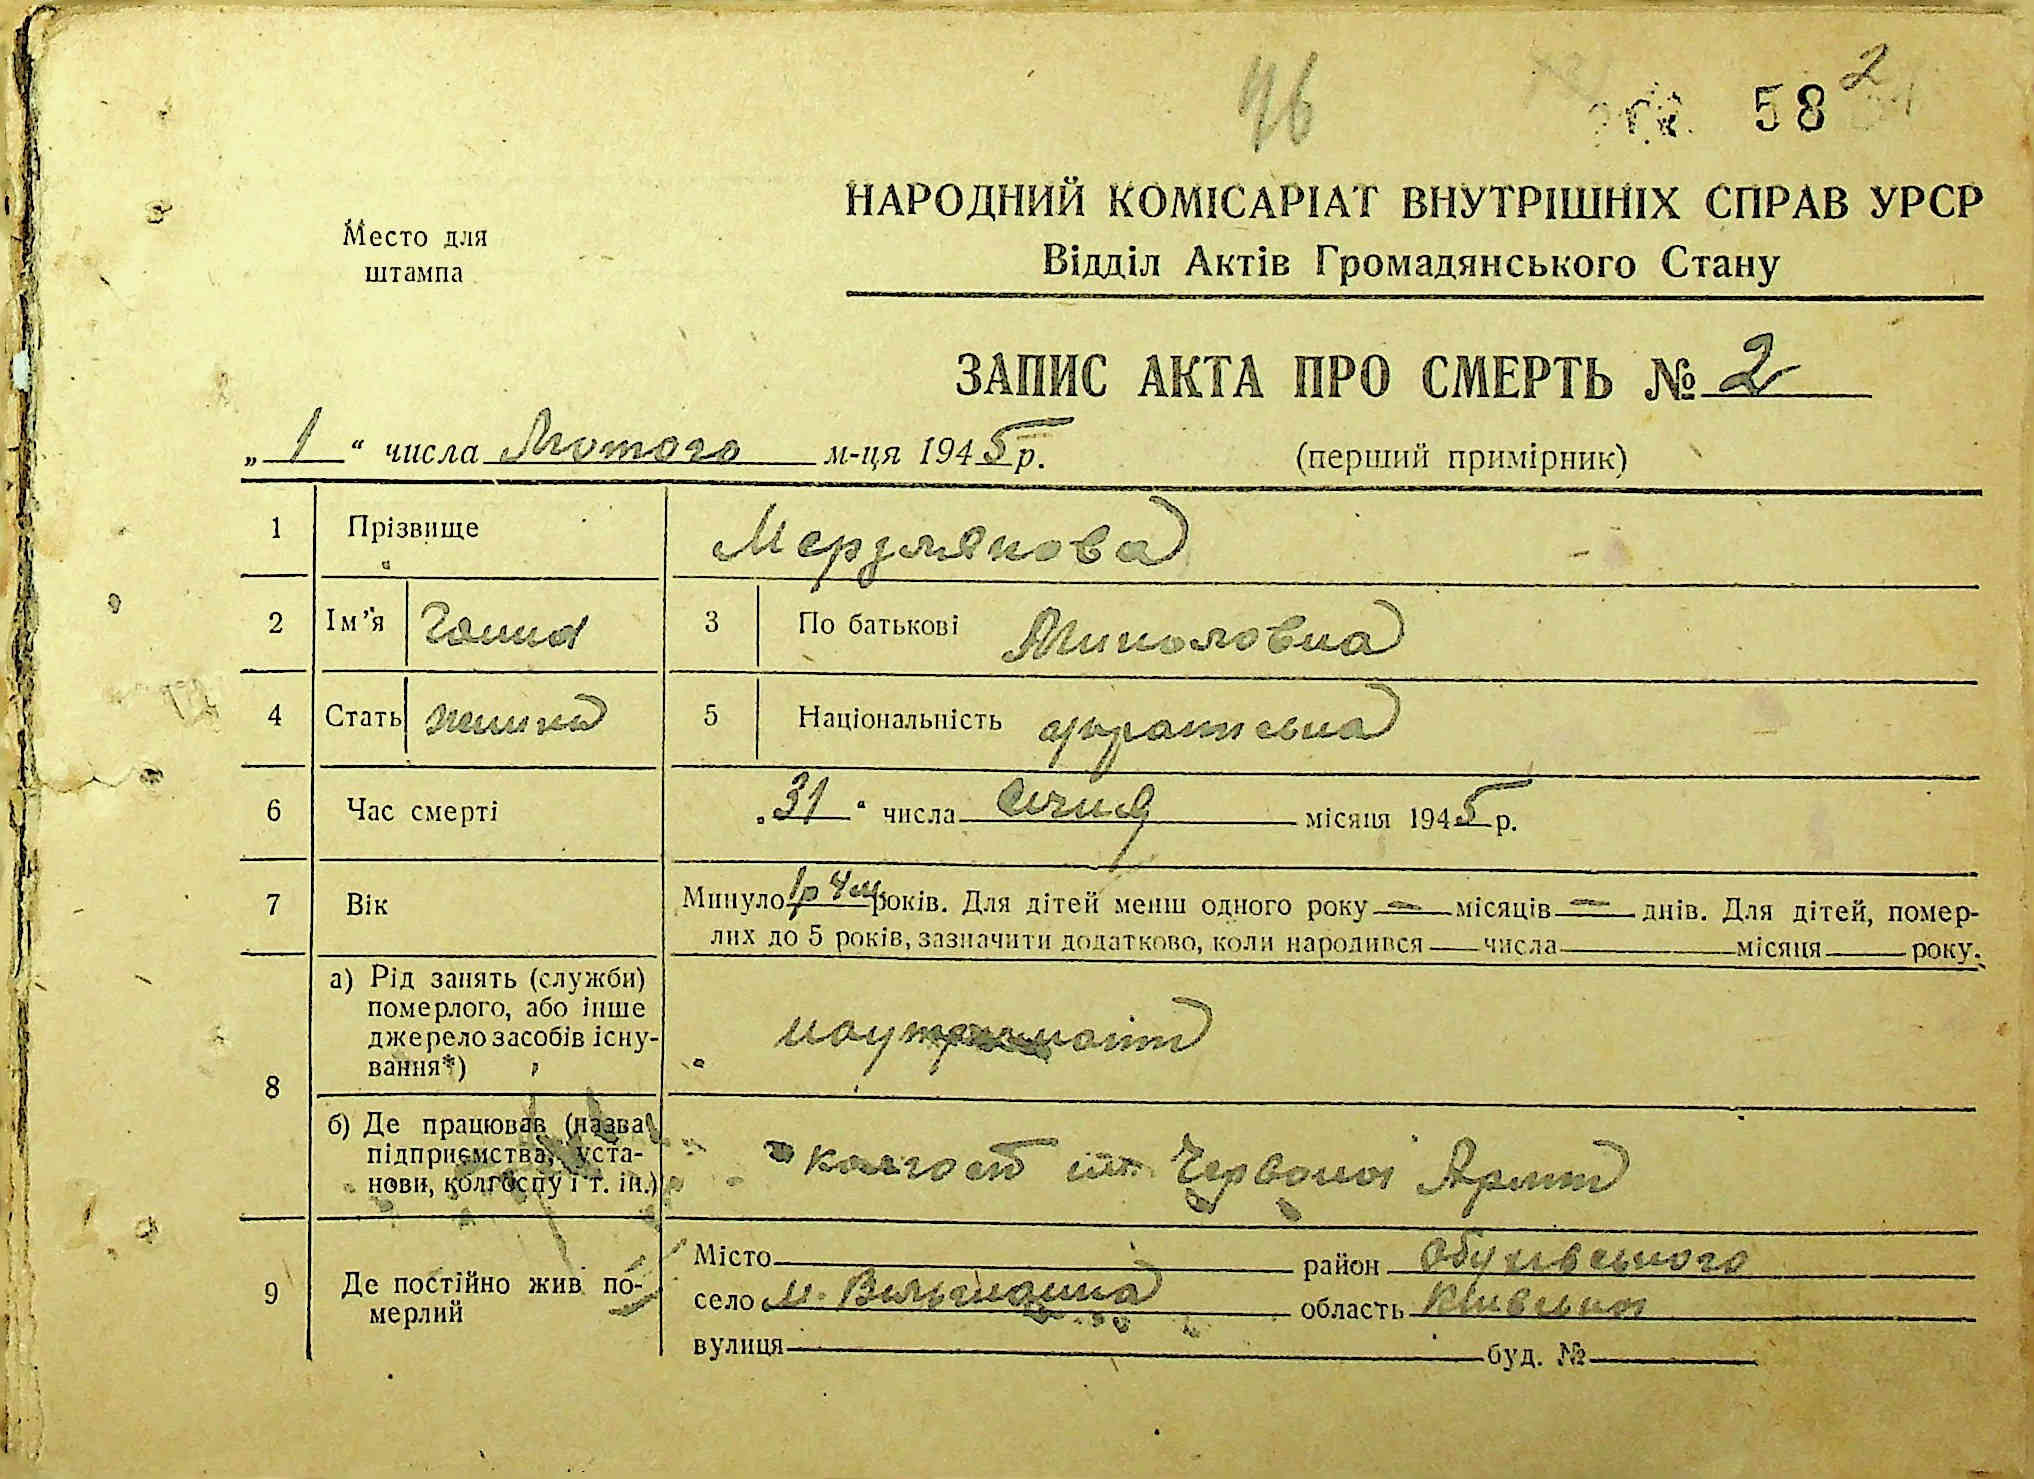 46
58 2
НАРОДНИЙ КОМІСАРІАТ ВНУТРІШНІХ СПРАВ УРСР
Место для
штампа
Відділ Актів Громадянського Стану
ЗАПИС АКТА ПРО СМЕРТЬ № 2
„ 1 “ числа Лютого м-ця 1945 р. (перший примірник)
1 Прізвище
2 Ім’я Ганна 3 По батькові Миколовна
4 Стать жіноча 5 Національність українська
6 Час смерті „31“ числа Січня місяця 1945 р.
7 Вік Минуло 1р 4м років. Для дітей менш одного року — місяців — днів. Для дітей, помер-
лих до 5 років, зазначити додатково, коли народився числа місяця року.
8 а) Рід занять (служби)
померлого, або інше
джерело засобів існу-
вання*)
б) Де працював (назва
підприємства, уста-
нови, колгоспу і т. ін.) колгосп ім. Червоної Армії
9 Де постійно жив по-
мерлий
Місто район Обухівського
село область Київської
вулиця буд. №